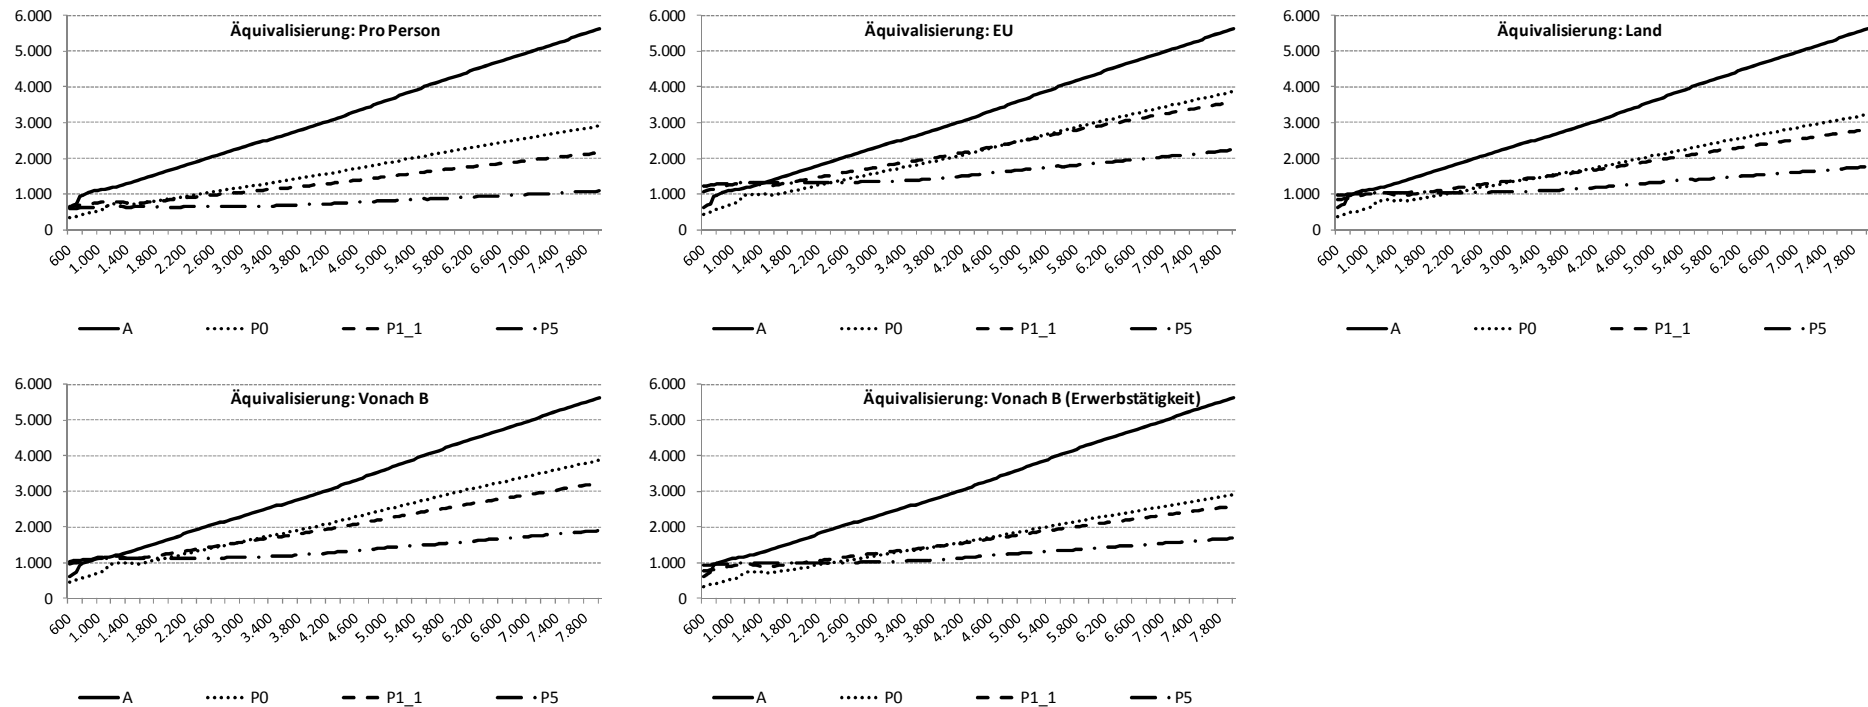 Äquivalisierung: Pro Person
6.000
5.000
4.000
3.000
2.000
1.000
0
600 1.000 1.400 1.800 2.200 2.600 3.000 3.400 3.800 4.200 4.600 5.000 5.400 5.800 6.200 6.600 7.000 7.400 7.800
A P0 P1_1 P5
Äquivalisierung: EU
6.000
5.000
4.000
3.000
2.000
1.000
0
600 1.000 1.400 1.800 2.200 2.600 3.000 3.400 3.800 4.200 4.600 5.000 5.400 5.800 6.200 6.600 7.000 7.400 7.800
A P0 P1_1 P5
Äquivalisierung: Land
6.000
5.000
4.000
3.000
2.000
1.000
0
600 1.000 1.400 1.800 2.200 2.600 3.000 3.400 3.800 4.200 4.600 5.000 5.400 5.800 6.200 6.600 7.000 7.400 7.800
A P0 P1_1 P5
Äquivalisierung: Vonach B
6.000
5.000
4.000
3.000
2.000
1.000
0
600 1.000 1.400 1.800 2.200 2.600 3.000 3.400 3.800 4.200 4.600 5.000 5.400 5.800 6.200 6.600 7.000 7.400 7.800
A P0 P1_1 P5
Äquivalisierung: Vonach B (Erwerbstätigkeit)
6.000
5.000
4.000
3.000
2.000
1.000
0
600 1.000 1.400 1.800 2.200 2.600 3.000 3.400 3.800 4.200 4.600 5.000 5.400 5.800 6.200 6.600 7.000 7.400 7.800
A P0 P1_1 P5